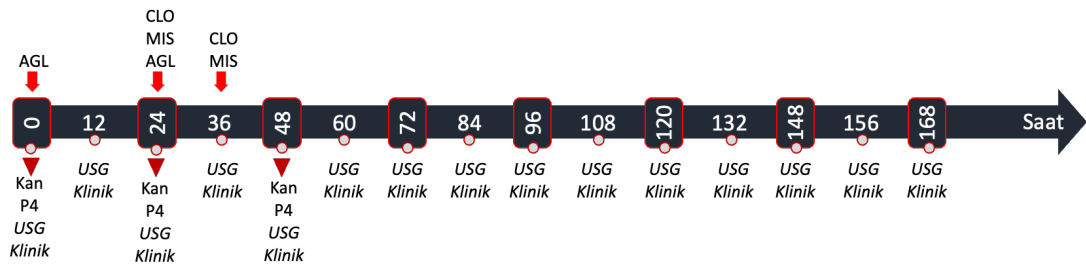 CLO
CLO
MIS
MIS
AGL
AGL
0 12 24 36 48 60 72 84 96 108 120 132 148 156 168 Saat
Kan
P4
USG
Klinik
USG
Klinik
Kan
P4
USG
Klinik
USG
Klinik
Kan
P4
USG
Klinik
USG
Klinik
USG
Klinik
USG
Klinik
USG
Klinik
USG
Klinik
USG
Klinik
USG
Klinik
USG
Klinik
USG
Klinik
USG
Klinik